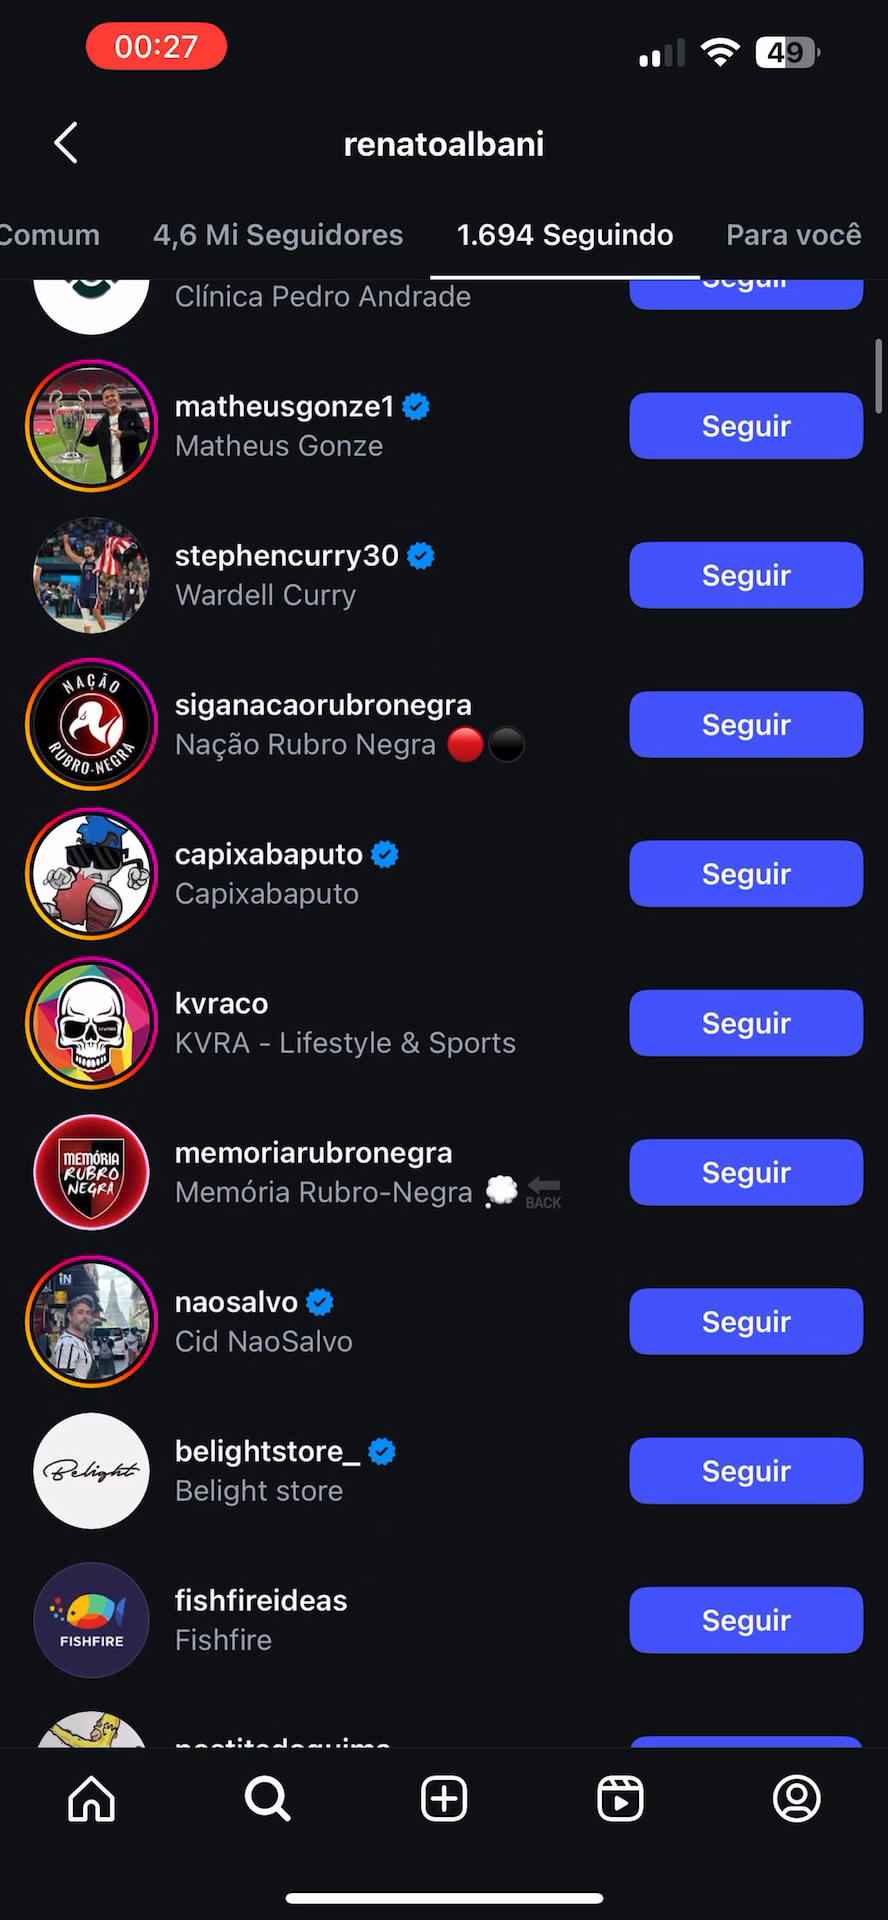 00:27
49
renatoalbani
Comum 4,6 Mi Seguidores 1.694 Seguindo Para você
Clínica Pedro Andrade
Seguir
matheusgonze1
Matheus Gonze
Seguir
stephencurry30
Wardell Curry
Seguir
NAÇÃO
RUBRO-NEGRA
siganacaorubronegra
Nação Rubro Negra 🔴⚫
Seguir
capixabaputo
Capixabaputo
Seguir
kvraco
KVRA - Lifestyle & Sports
Seguir
MEMÓRIA
RUBRO
NEGRA
memoriarubronegra
Memória Rubro-Negra 💭🔙
Seguir
naosalvo
Cid NaoSalvo
Seguir
Belight
belightstore_
Belight store
Seguir
FISHFIRE
fishfireideas
Fishfire
Seguir